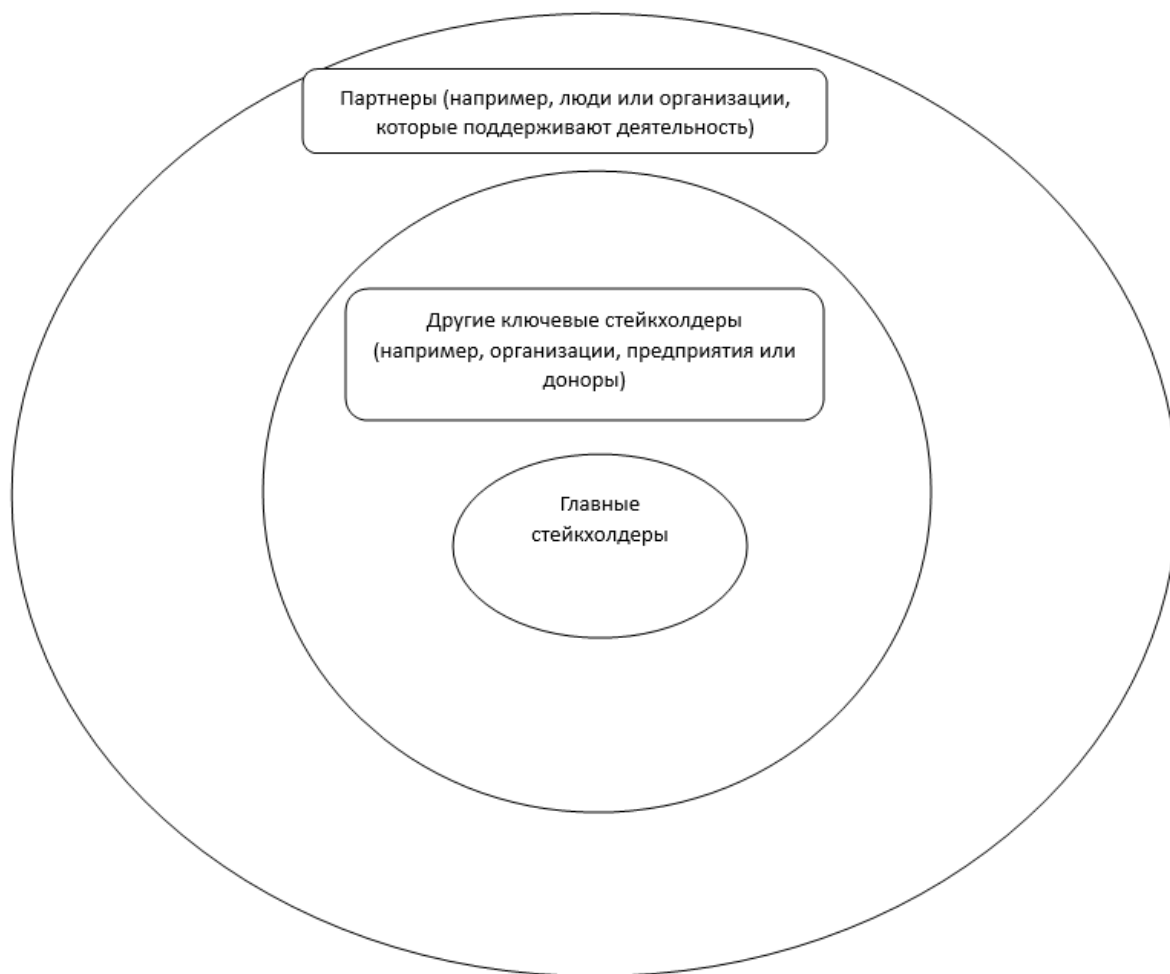 Партнеры (например, люди или организации,
которые поддерживают деятельность)
Другие ключевые стейкхолдеры
(например, организации, предприятия или
доноры)
Главные
стейкхолдеры